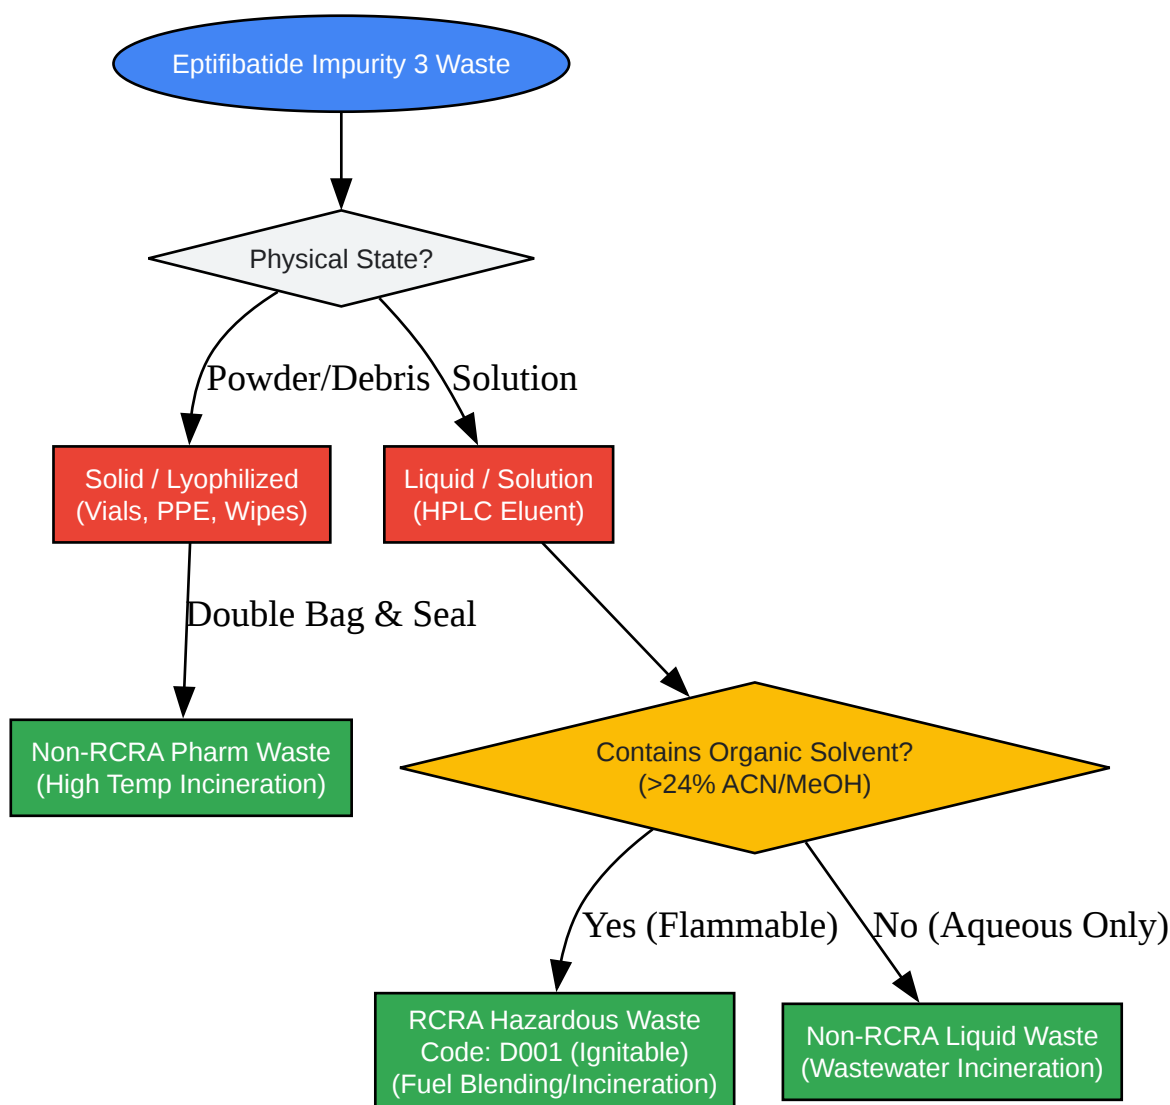 Eptifibatide Impurity 3 Waste
Physical State?
Powder/Debris
Solution
Solid / Lyophilized
(Vials, PPE, Wipes)
Liquid / Solution
(HPLC Eluent)
Double Bag & Seal
Non-RCRA Pharm Waste
(High Temp Incineration)
Contains Organic Solvent?
(>24% ACN/MeOH)
Yes (Flammable)
No (Aqueous Only)
RCRA Hazardous Waste
Code: D001 (Ignitable)
(Fuel Blending/Incineration)
Non-RCRA Liquid Waste
(Wastewater Incineration)